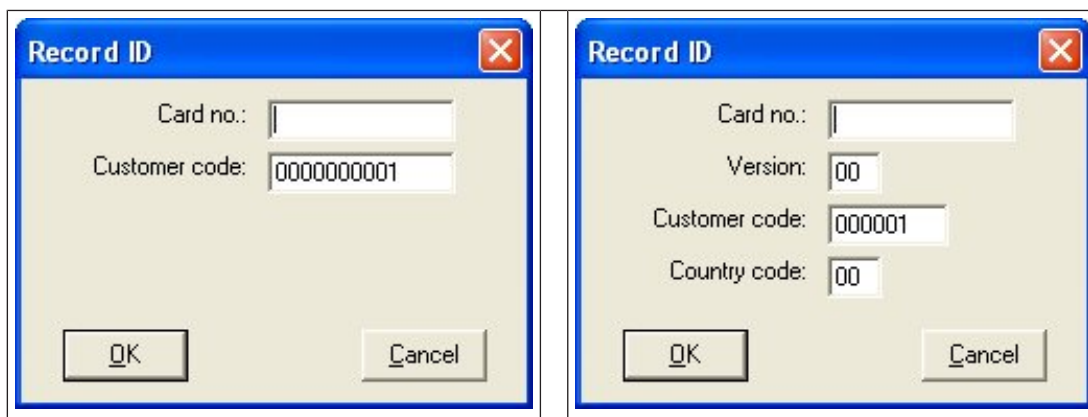 Record ID
Card no.:
Customer code: 0000000001
OK Cancel
Record ID
Card no.:
Version: 00
Customer code: 000001
Country code: 00
OK Cancel